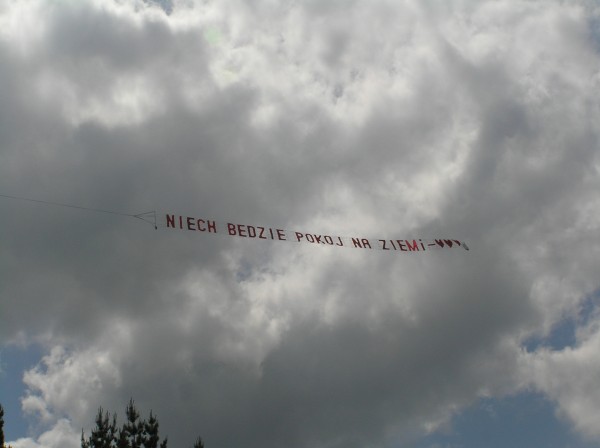 NIECH BEDZIE POKOJ NA ZIEMi-♥♥♥